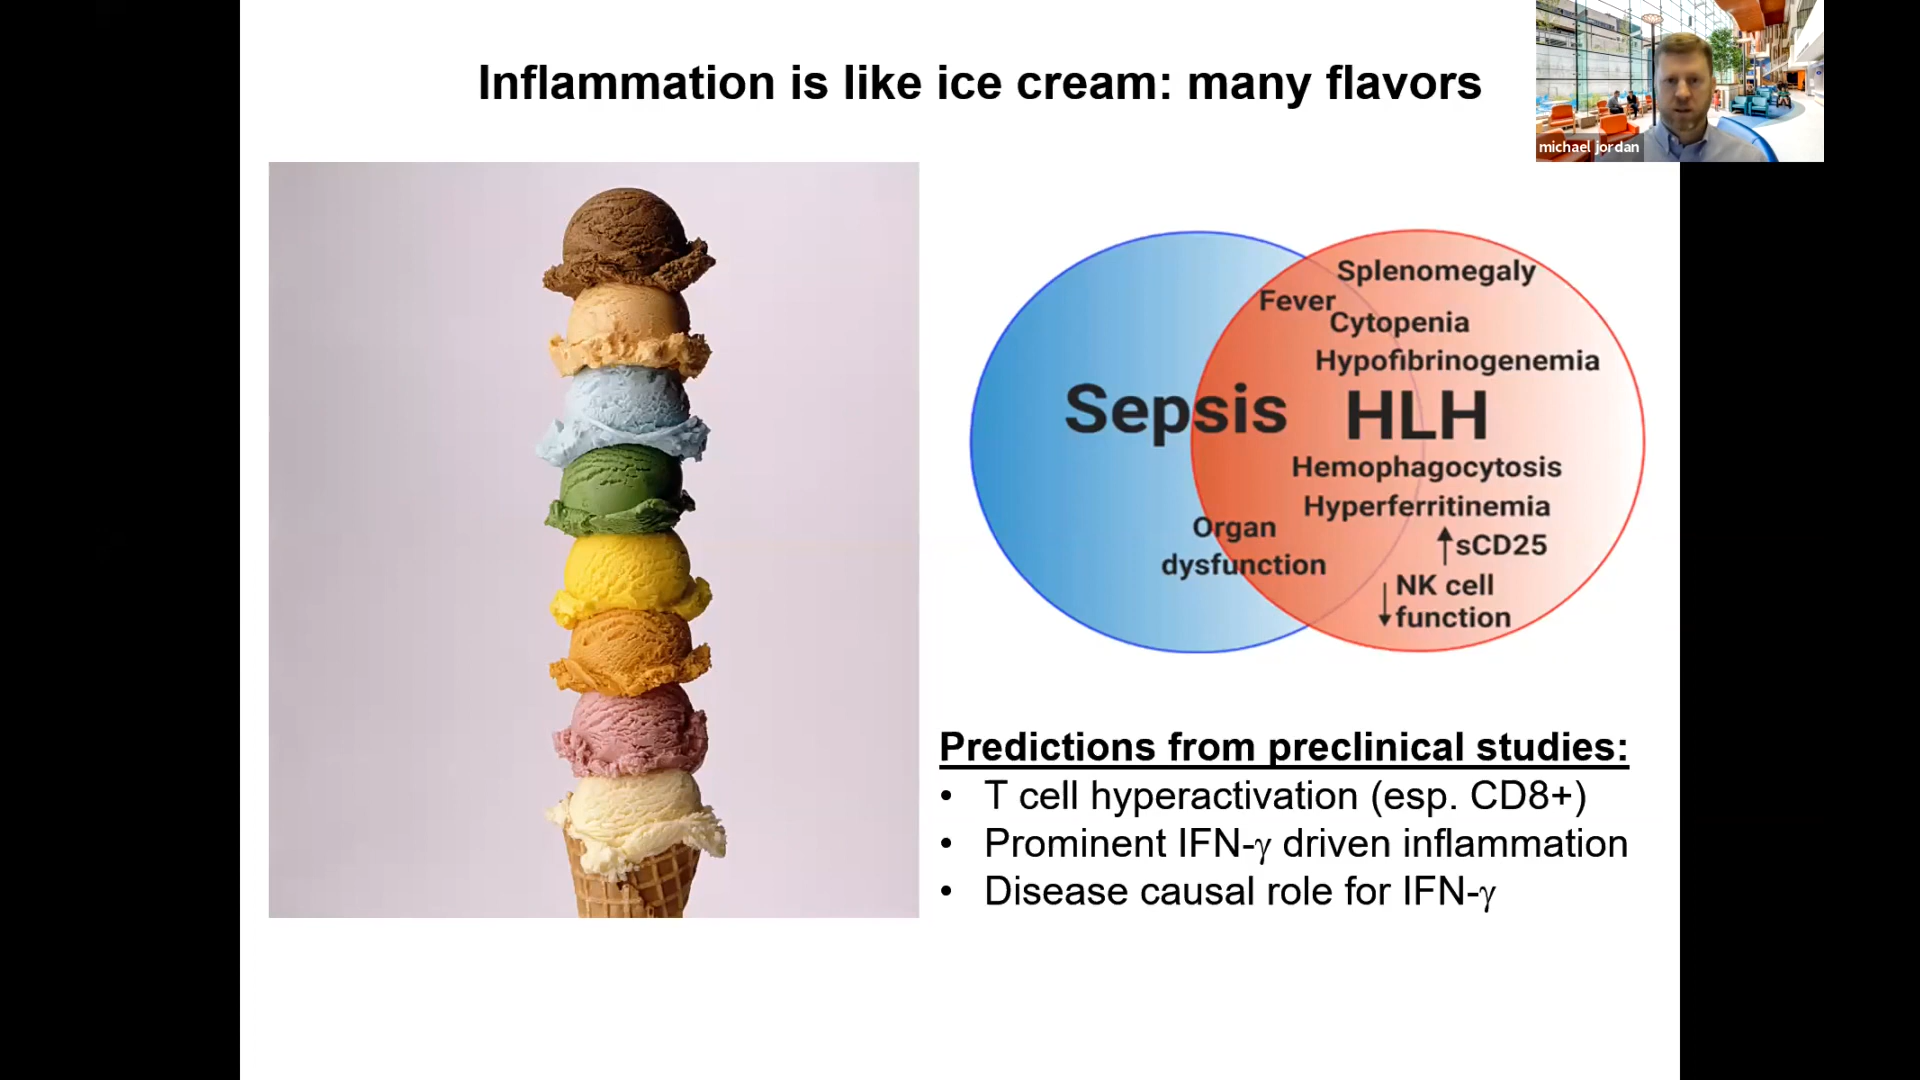 Inflammation is like ice cream: many flavors
michael jordan
Splenomegaly
Fever
Cytopenia
Hypofibrinogenemia
Sepsis
HLH
Hemophagocytosis
Hyperferritinemia
Organ
dysfunction
↑sCD25
↓NK cell
function
Predictions from preclinical studies:
• T cell hyperactivation (esp. CD8+)
• Prominent IFN-γ driven inflammation
• Disease causal role for IFN-γ